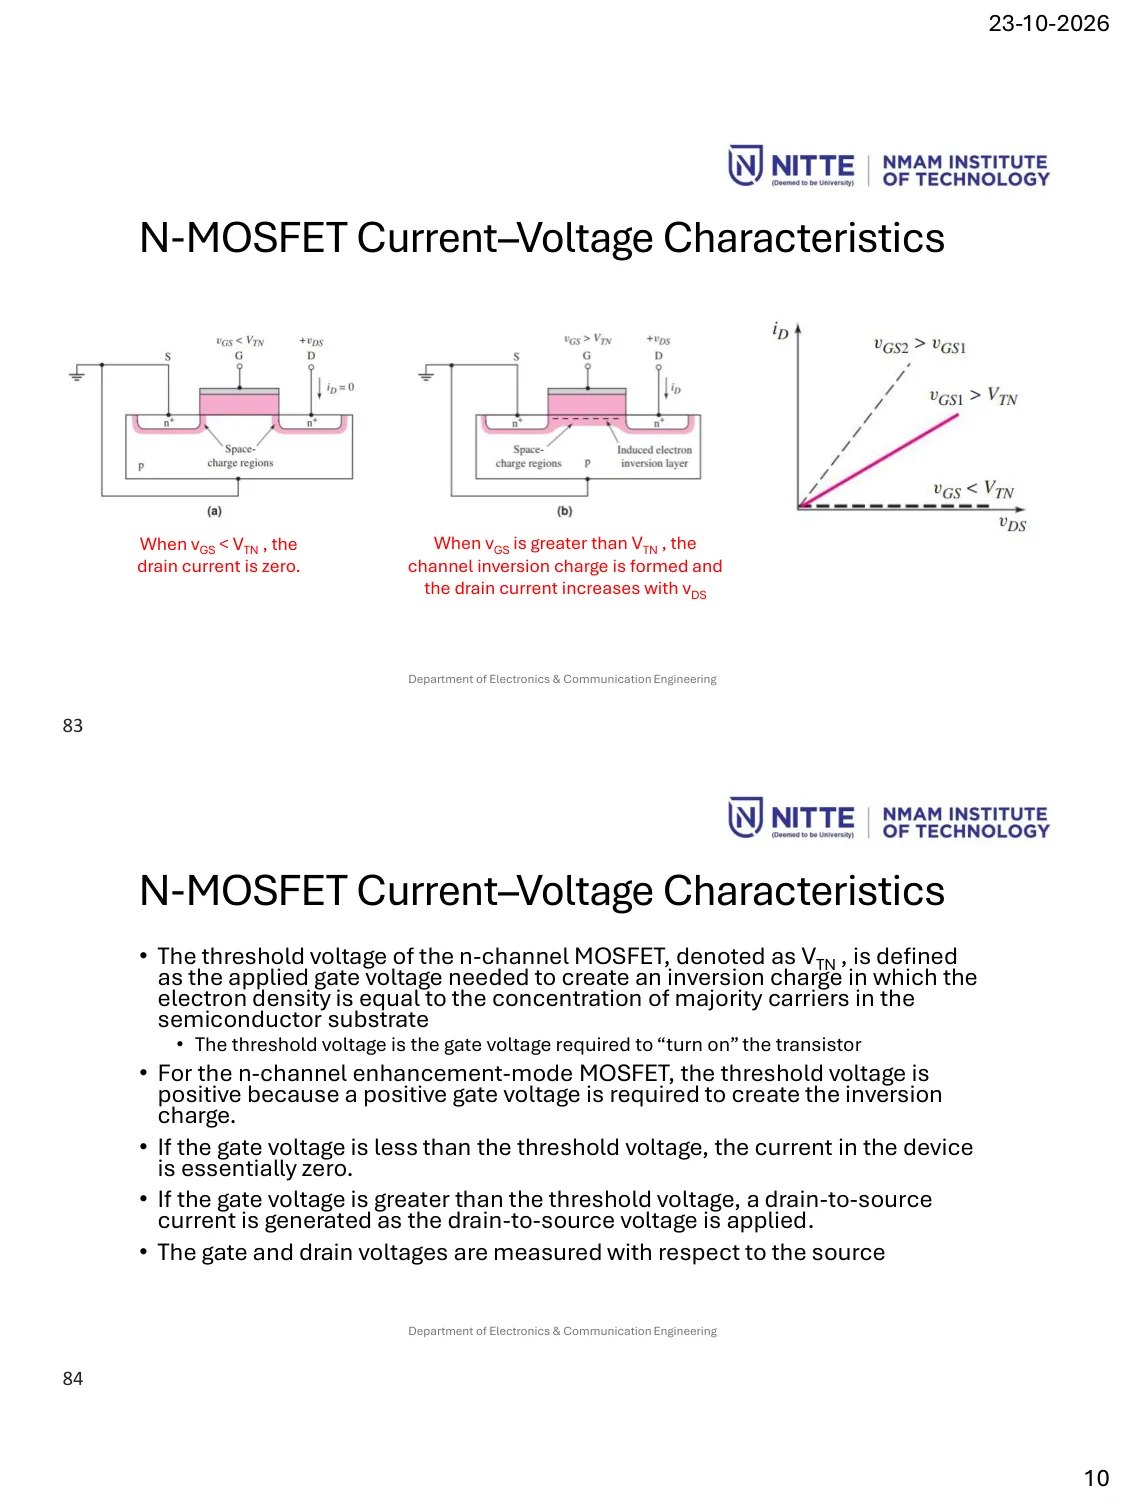 23-10-2026
NITTE
(Deemed to be University)
NMAM INSTITUTE
OF TECHNOLOGY
N-MOSFET Current–Voltage Characteristics
vGS < VTN
+vDS
S
G
D
iD = 0
n+
n+
Space-
charge regions
p
(a)
vGS > VTN
+vDS
S
G
D
iD
n+
n+
Space-
charge regions
p
Induced electron
inversion layer
(b)
iD
vGS2 > vGS1
vGS1 > VTN
vGS < VTN
vDS
When vGS < VTN , the
drain current is zero.
When vGS is greater than VTN , the
channel inversion charge is formed and
the drain current increases with vDS
Department of Electronics & Communication Engineering
83
NITTE
(Deemed to be University)
NMAM INSTITUTE
OF TECHNOLOGY
N-MOSFET Current–Voltage Characteristics
• The threshold voltage of the n-channel MOSFET, denoted as VTN , is defined
as the applied gate voltage needed to create an inversion charge in which the
electron density is equal to the concentration of majority carriers in the
semiconductor substrate
• The threshold voltage is the gate voltage required to “turn on” the transistor
• For the n-channel enhancement-mode MOSFET, the threshold voltage is
positive because a positive gate voltage is required to create the inversion
charge.
• If the gate voltage is less than the threshold voltage, the current in the device
is essentially zero.
• If the gate voltage is greater than the threshold voltage, a drain-to-source
current is generated as the drain-to-source voltage is applied.
• The gate and drain voltages are measured with respect to the source
Department of Electronics & Communication Engineering
84
10